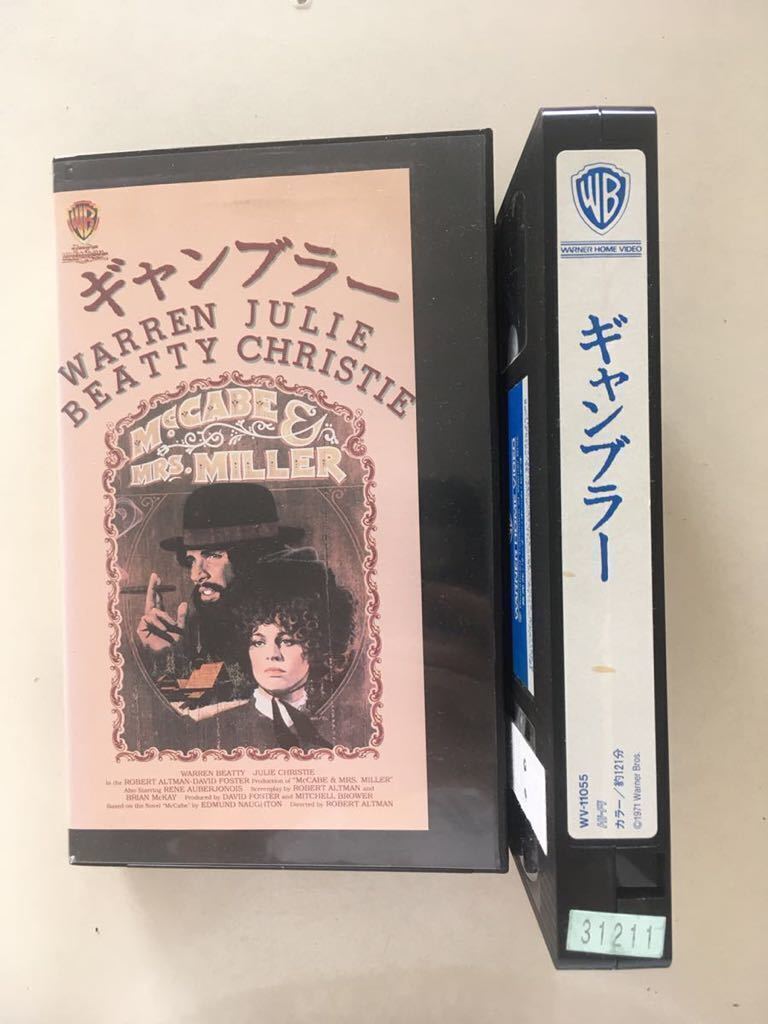 ギャンブラー
WARREN JULIE
BEATTY CHRISTIE
McCABE &
MRS. MILLER
WARREN BEATTY JULIE CHRISTIE
In the ROBERT ALTMAN-DAVID FOSTER Production of "McCABE & MRS. MILLER"
Also Starring RENE AUBERJONOIS Screenplay by ROBERT ALTMAN and
BRIAN McKAY Produced by DAVID FOSTER and MITCHELL BROWER
Based on the Novel "McCabe" by EDMUND NAUGHTON Directed by ROBERT ALTMAN
WARNER HOME VIDEO
WB
WARNER HOME VIDEO
ギャンブラー
WV-11055
カラー/約121分
©1971 Warner Bros.
31211